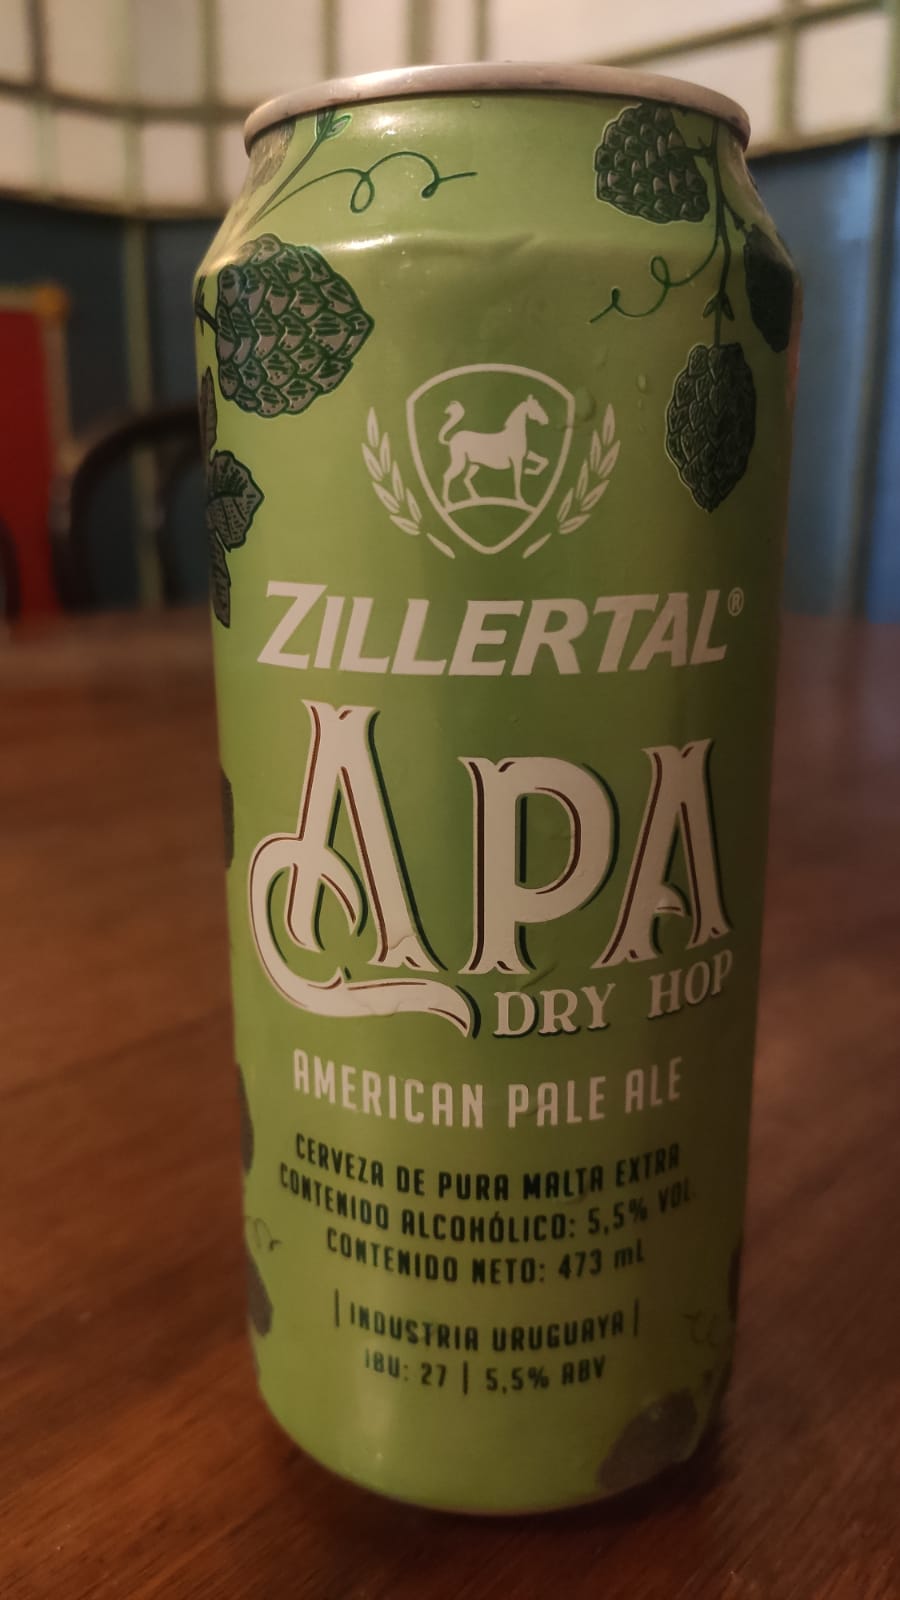 ZILLERTAL®
APA
DRY HOP
AMERICAN PALE ALE
CERVEZA DE PURA MALTA EXTRA
CONTENIDO ALCOHÓLICO: 5,5% VOL.
CONTENIDO NETO: 473 mL
| INDUSTRIA URUGUAYA |
IBU: 27 | 5,5% ABV